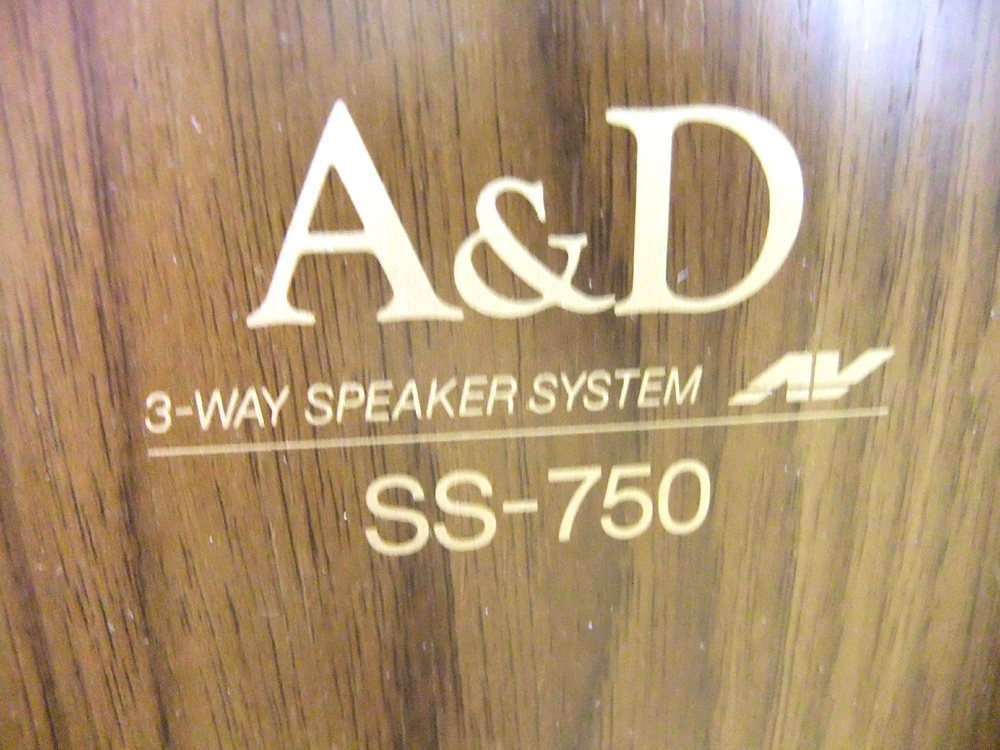 A&D
3-WAY SPEAKER SYSTEM AV
SS-750